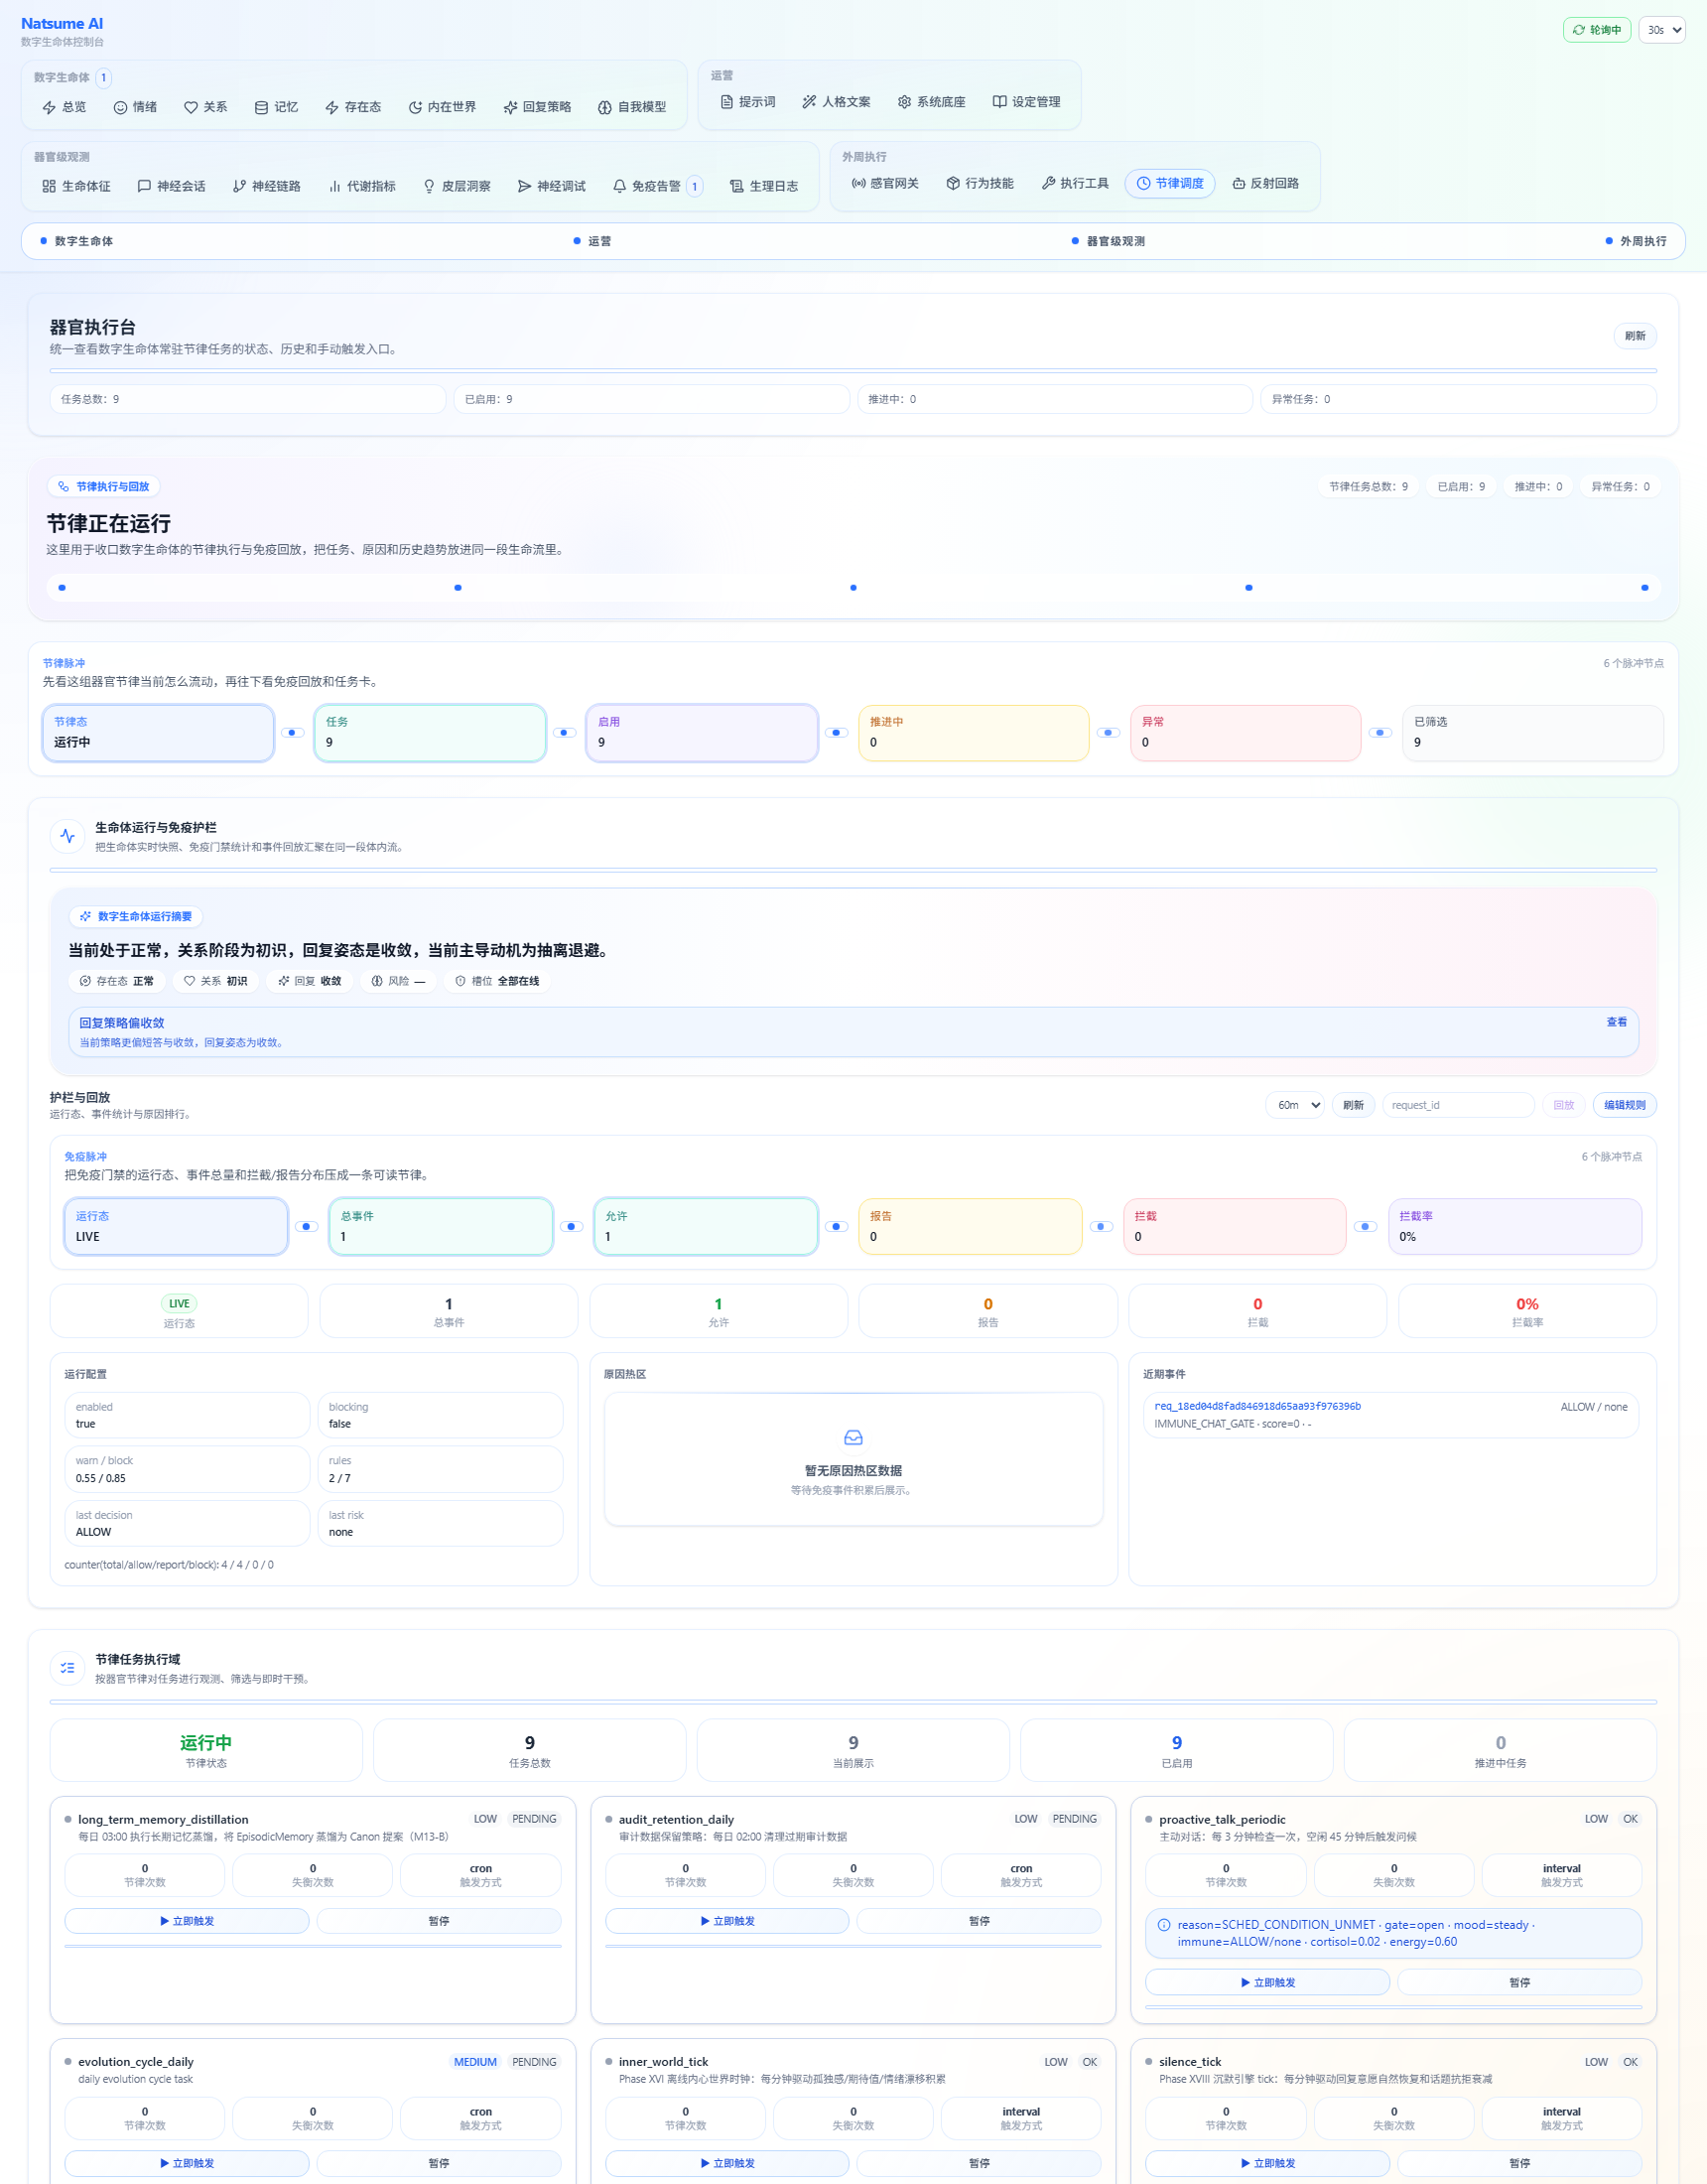 Natsume AI
数字生命体控制台
轮询中
30s
数字生命体 1
总览 情绪 关系 记忆 存在态 内在世界 回复策略 自我模型
运营
提示词 人格文案 系统底座 设定管理
器官级观测
生命体征 神经会话 神经链路 代谢指标 皮层洞察 神经调试 免疫告警 1 生理日志
外周执行
感官网关 行为技能 执行工具 节律调度 反射回路
数字生命体 运营 器官级观测 外周执行
器官执行台
统一查看数字生命体常驻节律任务的状态、历史和手动触发入口。
刷新
任务总数：9 已启用：9 推进中：0 异常任务：0
节律执行与回放
节律任务总数：9 已启用：9 推进中：0 异常任务：0
节律正在运行
这里用于收口数字生命体的节律执行与免疫回放，把任务、原因和历史趋势放进同一段生命流里。
节律脉冲
6 个脉冲节点
先看这组器官节律当前怎么流动，再往下看免疫回放和任务卡。
节律态 任务 启用 推进中 异常 已筛选
运行中 9 9 0 0 9
生命体运行与免疫护栏
把生命体实时快照、免疫门禁统计和事件回放汇聚在同一段体内流。
数字生命体运行摘要
当前处于正常，关系阶段为初识，回复姿态是收敛，当前主导动机为抽离退避。
存在态 正常 关系 初识 回复 收敛 风险 — 槽位 全部在线
回复策略偏收敛
查看
当前策略更偏短答与收敛，回复姿态为收敛。
护栏与回放
运行态、事件统计与原因排行。
60m 刷新 request_id 回放 编辑规则
免疫脉冲
6 个脉冲节点
把免疫门禁的运行态、事件总量和拦截/报告分布压成一条可读节律。
运行态 总事件 允许 报告 拦截 拦截率
LIVE 1 1 0 0 0%
LIVE 1 1 0 0 0%
运行态 总事件 允许 报告 拦截 拦截率
运行配置
enabled blocking
true false
warn / block rules
0.55 / 0.85 2 / 7
last decision last risk
ALLOW none
counter(total/allow/report/block): 4 / 4 / 0 / 0
原因热区
暂无原因热区数据
等待免疫事件积累后展示。
近期事件
req_18ed04d8fad846918d65aa93f976396b ALLOW / none
IMMUNE_CHAT_GATE · score=0 · -
节律任务执行域
按器官节律对任务进行观测、筛选与即时干预。
运行中 9 9 9 0
节律状态 任务总数 当前展示 已启用 推进中任务
long_term_memory_distillation LOW PENDING
每日 03:00 执行长期记忆蒸馏，将 EpisodicMemory 蒸馏为 Canon 提案（M13-B）
0 0 cron
节律次数 失衡次数 触发方式
▶ 立即触发 暂停
audit_retention_daily LOW PENDING
审计数据保留策略：每日 02:00 清理过期审计数据
0 0 cron
节律次数 失衡次数 触发方式
▶ 立即触发 暂停
proactive_talk_periodic LOW OK
主动对话：每 3 分钟检查一次，空闲 45 分钟后触发问候
0 0 interval
节律次数 失衡次数 触发方式
reason=SCHED_CONDITION_UNMET · gate=open · mood=steady ·
immune=ALLOW/none · cortisol=0.02 · energy=0.60
▶ 立即触发 暂停
evolution_cycle_daily MEDIUM PENDING
daily evolution cycle task
0 0 cron
节律次数 失衡次数 触发方式
▶ 立即触发 暂停
inner_world_tick LOW OK
Phase XVI 离线内心世界时钟：每分钟驱动孤独感/期待值/情绪漂移积累
0 0 interval
节律次数 失衡次数 触发方式
▶ 立即触发 暂停
silence_tick LOW OK
Phase XVIII 沉默引擎 tick：每分钟驱动回复意愿自然恢复和话题抗拒衰减
0 0 interval
节律次数 失衡次数 触发方式
▶ 立即触发 暂停